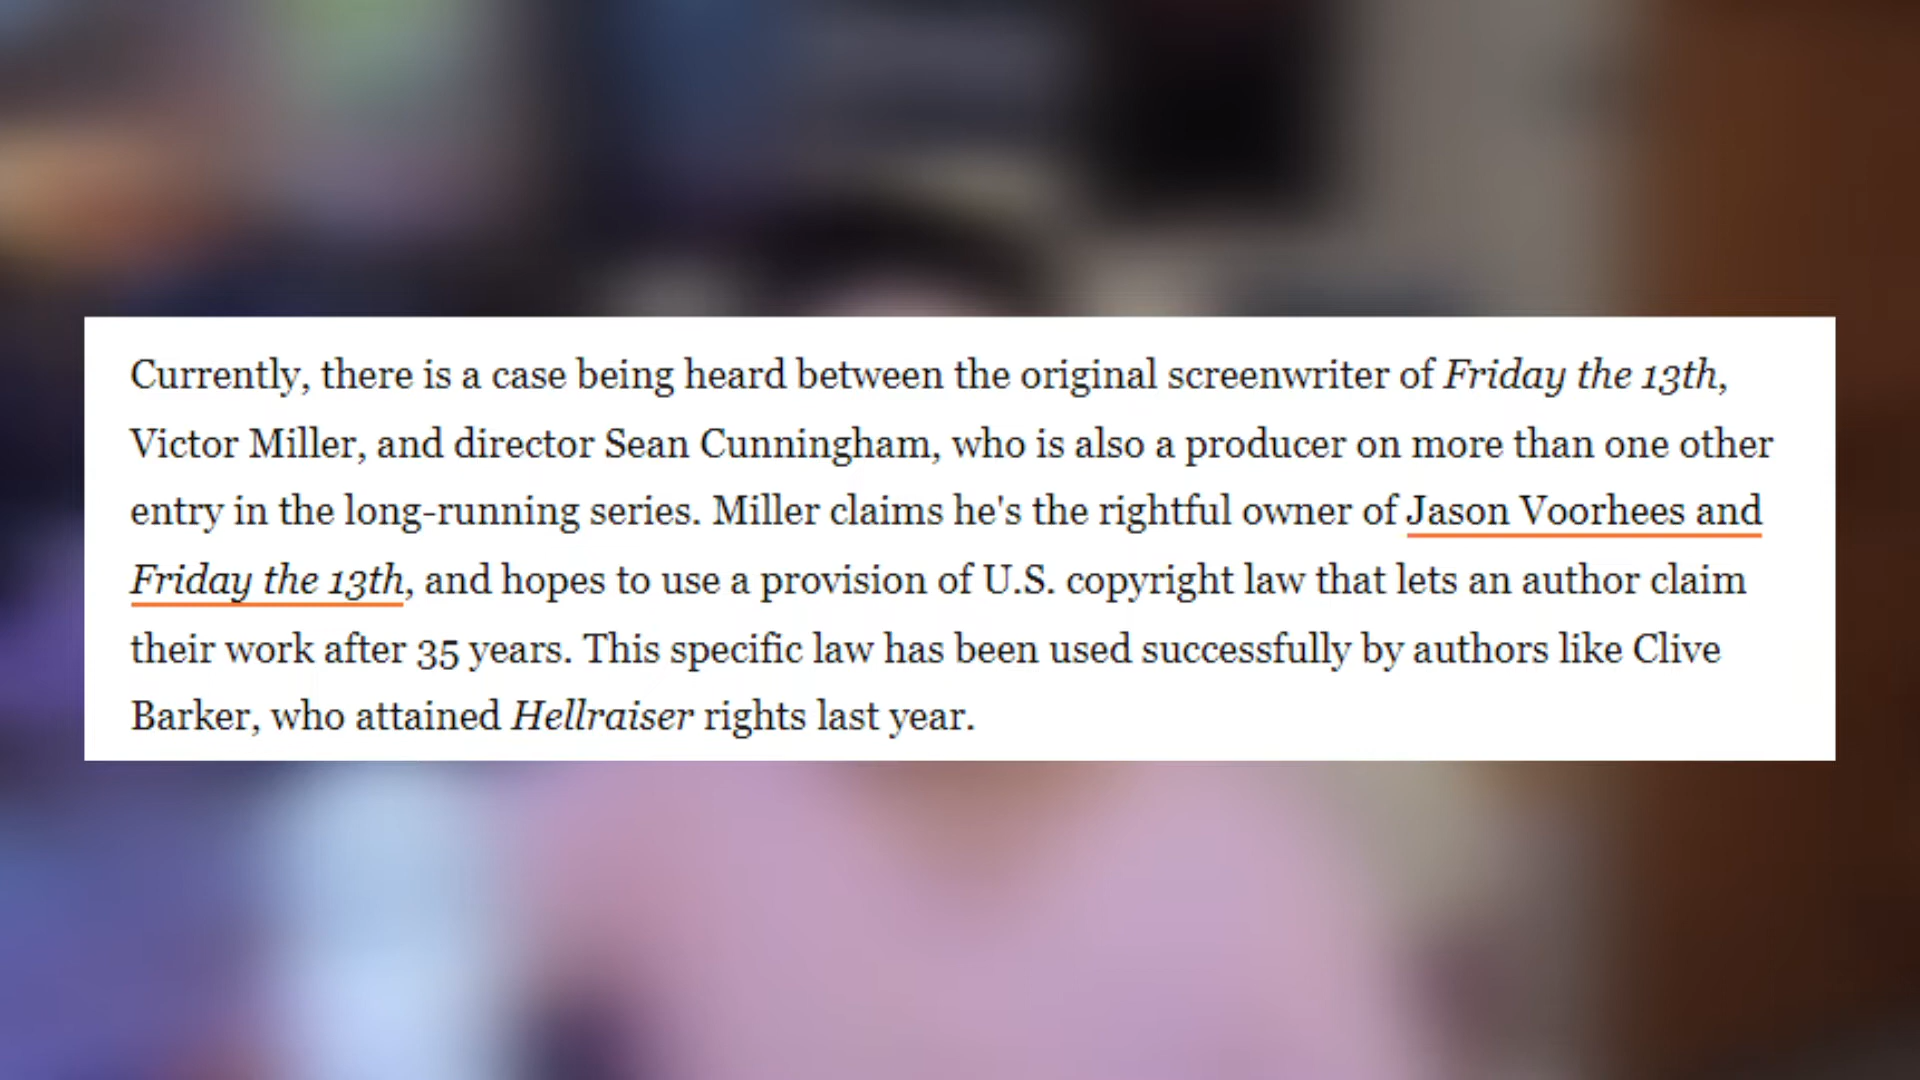 Currently, there is a case being heard between the original screenwriter of Friday the 13th,
Victor Miller, and director Sean Cunningham, who is also a producer on more than one other
entry in the long-running series. Miller claims he's the rightful owner of Jason Voorhees and
Friday the 13th, and hopes to use a provision of U.S. copyright law that lets an author claim
their work after 35 years. This specific law has been used successfully by authors like Clive
Barker, who attained Hellraiser rights last year.